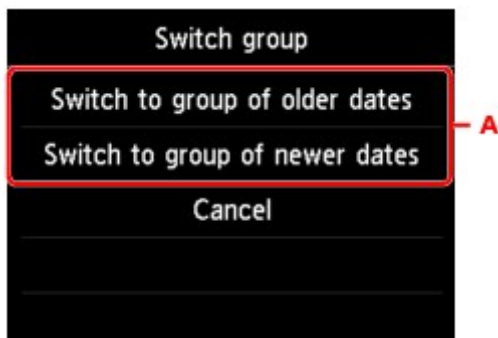 Switch group
Switch to group of older dates
A
Switch to group of newer dates
Cancel